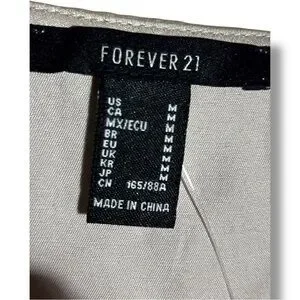 FOREVER 21
US M
CA M
MX/ECU M
BR M
EU M
UK M
KR M
JP M
CN 165/88A
MADE IN CHINA